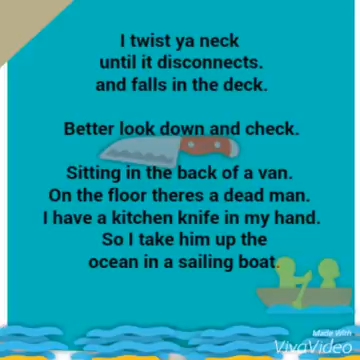 I twist ya neck
until it disconnects.
and falls in the deck.
Better look down and check.
Sitting in the back of a van.
On the floor theres a dead man.
I have a kitchen knife in my hand.
So I take him up the
ocean in a sailing boat.
Made With
VivaVideo